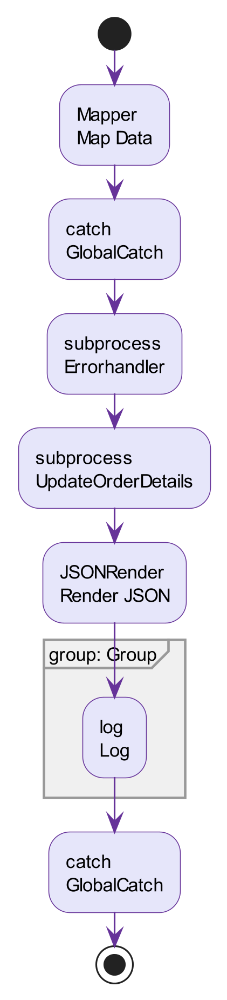 Mapper
Map Data
catch
GlobalCatch
subprocess
Errorhandler
subprocess
UpdateOrderDetails
JSONRender
Render JSON
group: Group
log
Log
catch
GlobalCatch